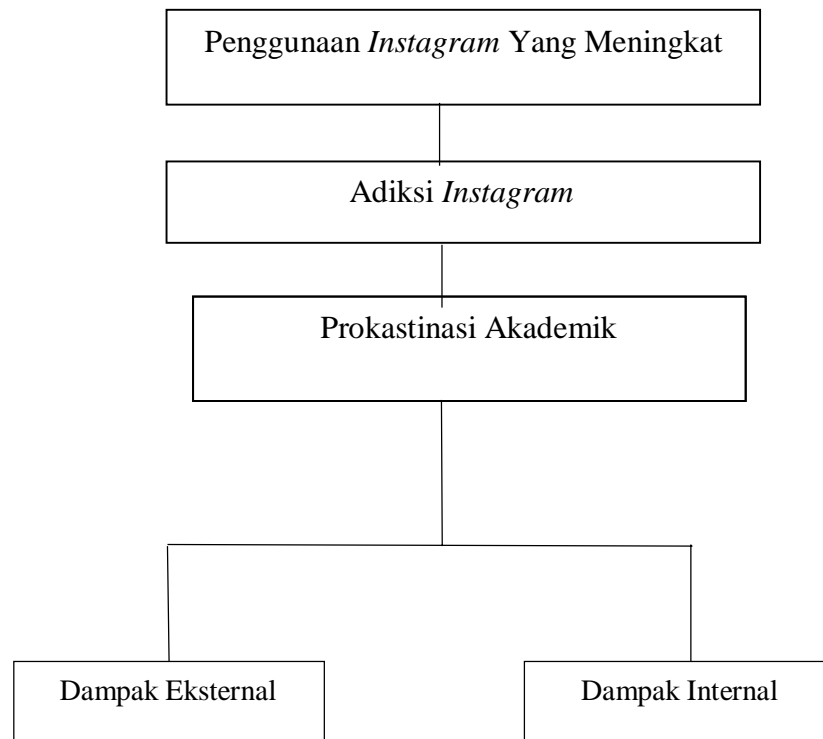 Penggunaan Instagram Yang Meningkat
Adiksi Instagram
Prokastinasi Akademik
Dampak Eksternal
Dampak Internal